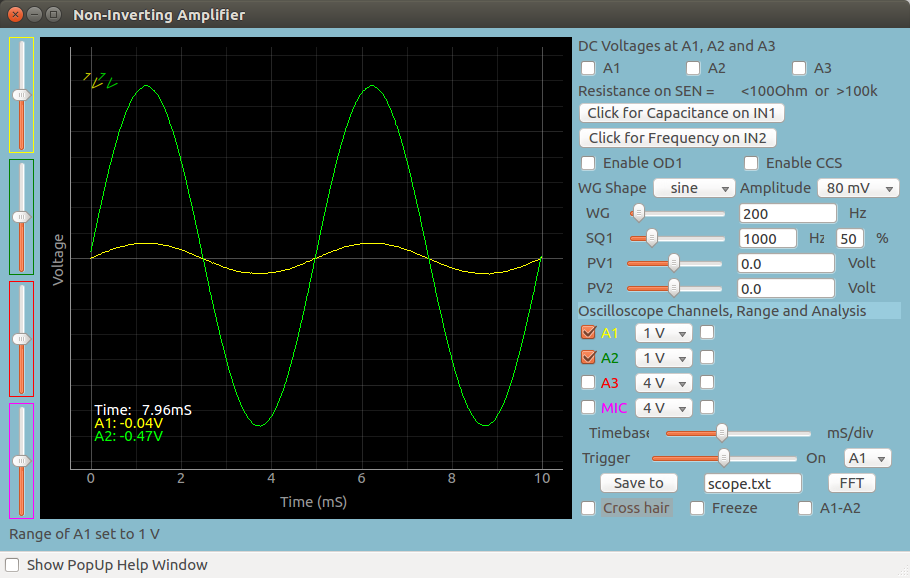 Non-Inverting Amplifier
DC Voltages at A1, A2 and A3
A1 A2 A3
Resistance on SEN = <100Ohm or >100k
Click for Capacitance on IN1
Click for Frequency on IN2
Enable OD1 Enable CCS
WG Shape sine Amplitude 80 mV
WG 200 Hz
SQ1 1000 Hz 50 %
PV1 0.0 Volt
PV2 0.0 Volt
Oscilloscope Channels, Range and Analysis
A1 1 V
A2 1 V
A3 4 V
MIC 4 V
Timebase mS/div
Trigger On A1
Save to scope.txt FFT
Cross hair Freeze A1-A2
1 V
1 V
Voltage
Time: 7.96mS
A1: -0.04V
A2: -0.47V
0 2 4 6 8 10
Time (mS)
Range of A1 set to 1 V
Show PopUp Help Window